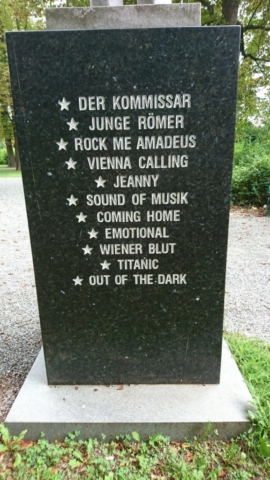 ★ DER KOMMISSAR
★ JUNGE RÖMER
★ ROCK ME AMADEUS
★ VIENNA CALLING
★ JEANNY
★ SOUND OF MUSIK
★ COMING HOME
★ EMOTIONAL
★ WIENER BLUT
★ TITANIC
★ OUT OF THE DARK